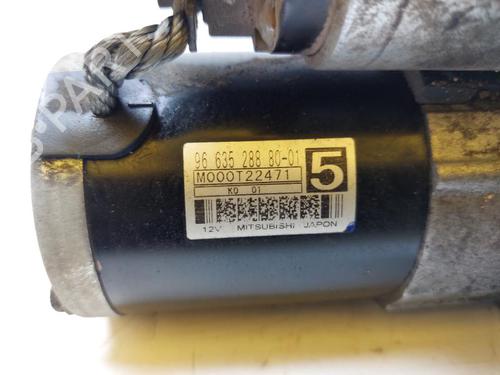 96 635 288 80-01
M000T22471
5
K0 01
12V MITSUBISHI JAPON